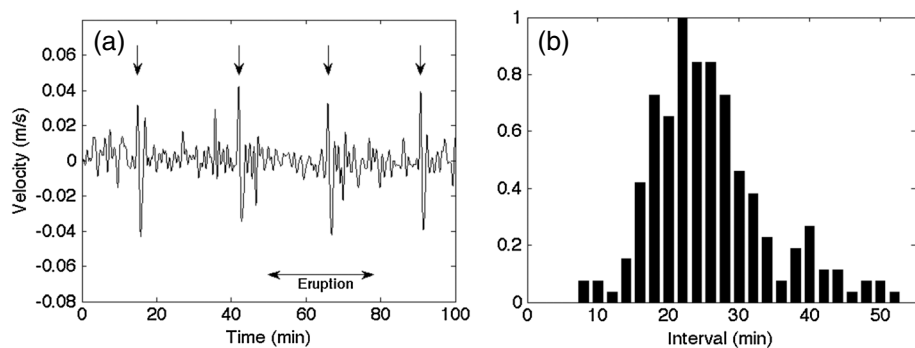 (a)
Velocity (m/s)
0.06
0.04
0.02
0
-0.02
-0.04
-0.06
-0.08
Eruption
0 20 40 60 80 100
Time (min)
(b)
1
0.8
0.6
0.4
0.2
0
0 10 20 30 40 50
Interval (min)